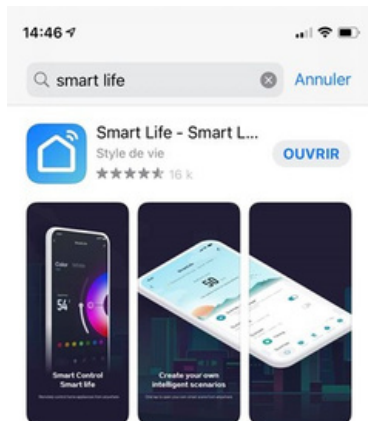 14:46
smart life
Annuler
Smart Life - Smart L...
Style de vie
OUVRIR
16 k
Color
54
50
Smart Control
Smart life
Create your own
intelligent scenarios